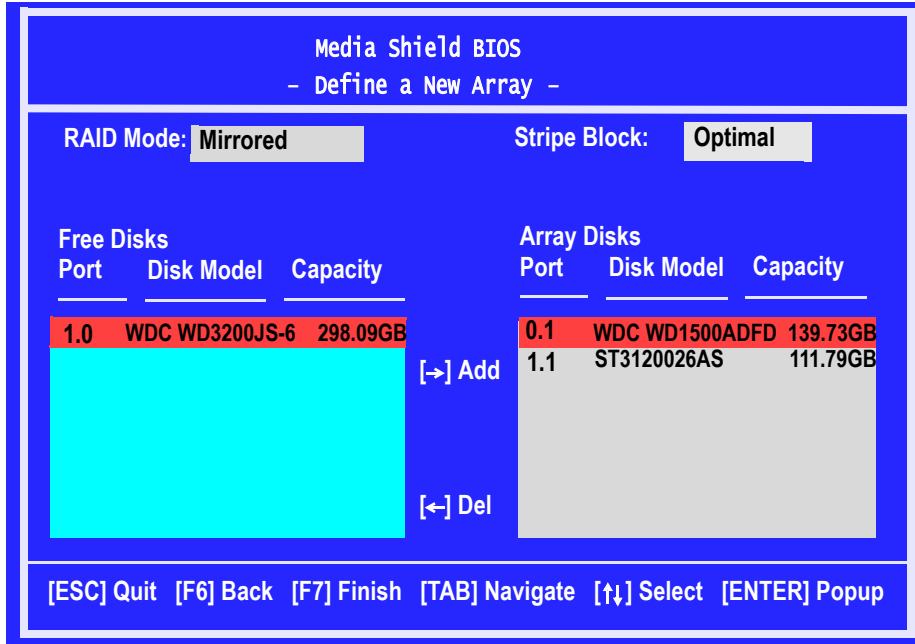 Media Shield BIOS
– Define a New Array –
RAID Mode: Mirrored Stripe Block: Optimal
Free Disks Array Disks
Port Disk Model Capacity Port Disk Model Capacity
1.0 WDC WD3200JS-6 298.09GB 0.1 WDC WD1500ADFD 139.73GB
1.1 ST3120026AS 111.79GB
[→] Add
[←] Del
[ESC] Quit [F6] Back [F7] Finish [TAB] Navigate [↑↓] Select [ENTER] Popup